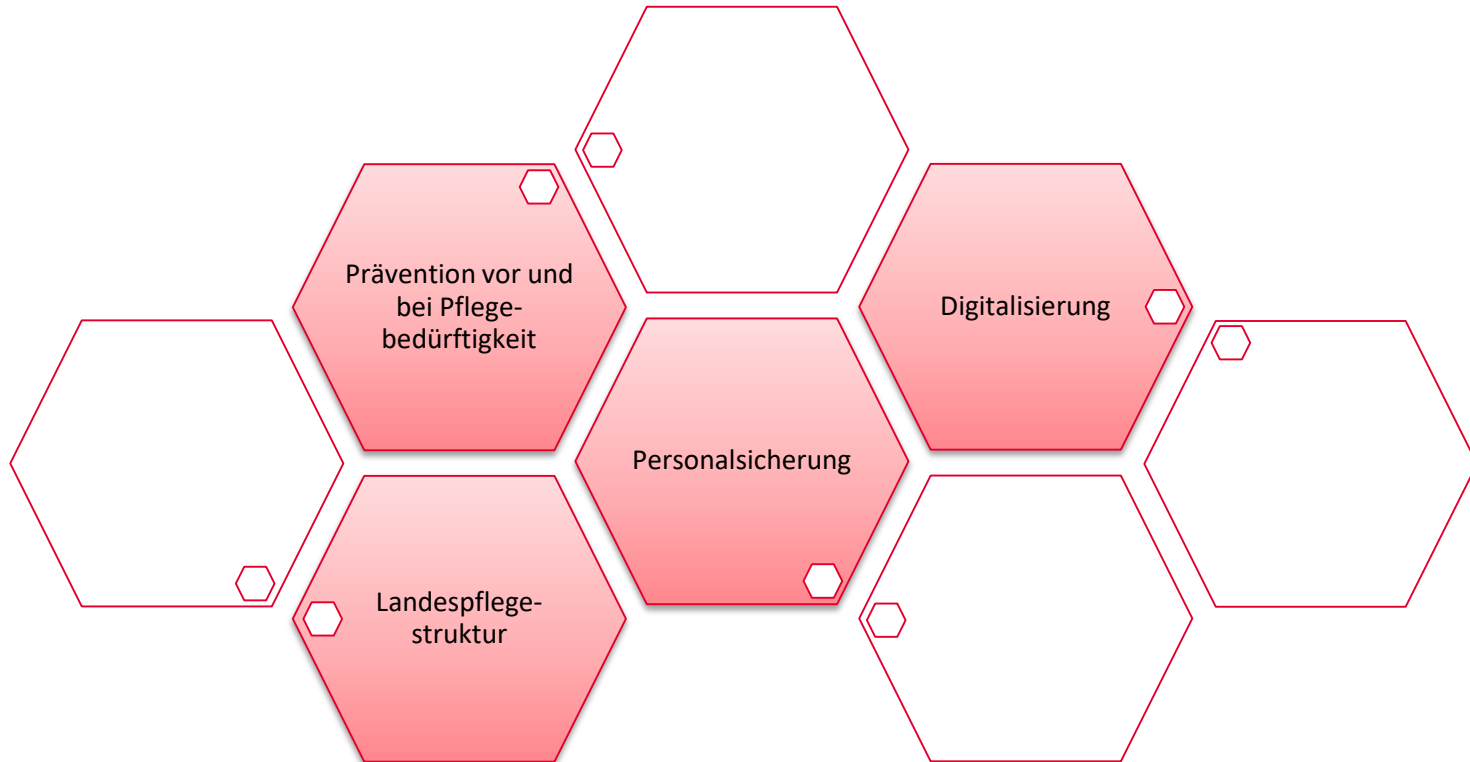 Prävention vor und
bei Pflege-
bedürftigkeit
Digitalisierung
Personalsicherung
Landespflege-
struktur